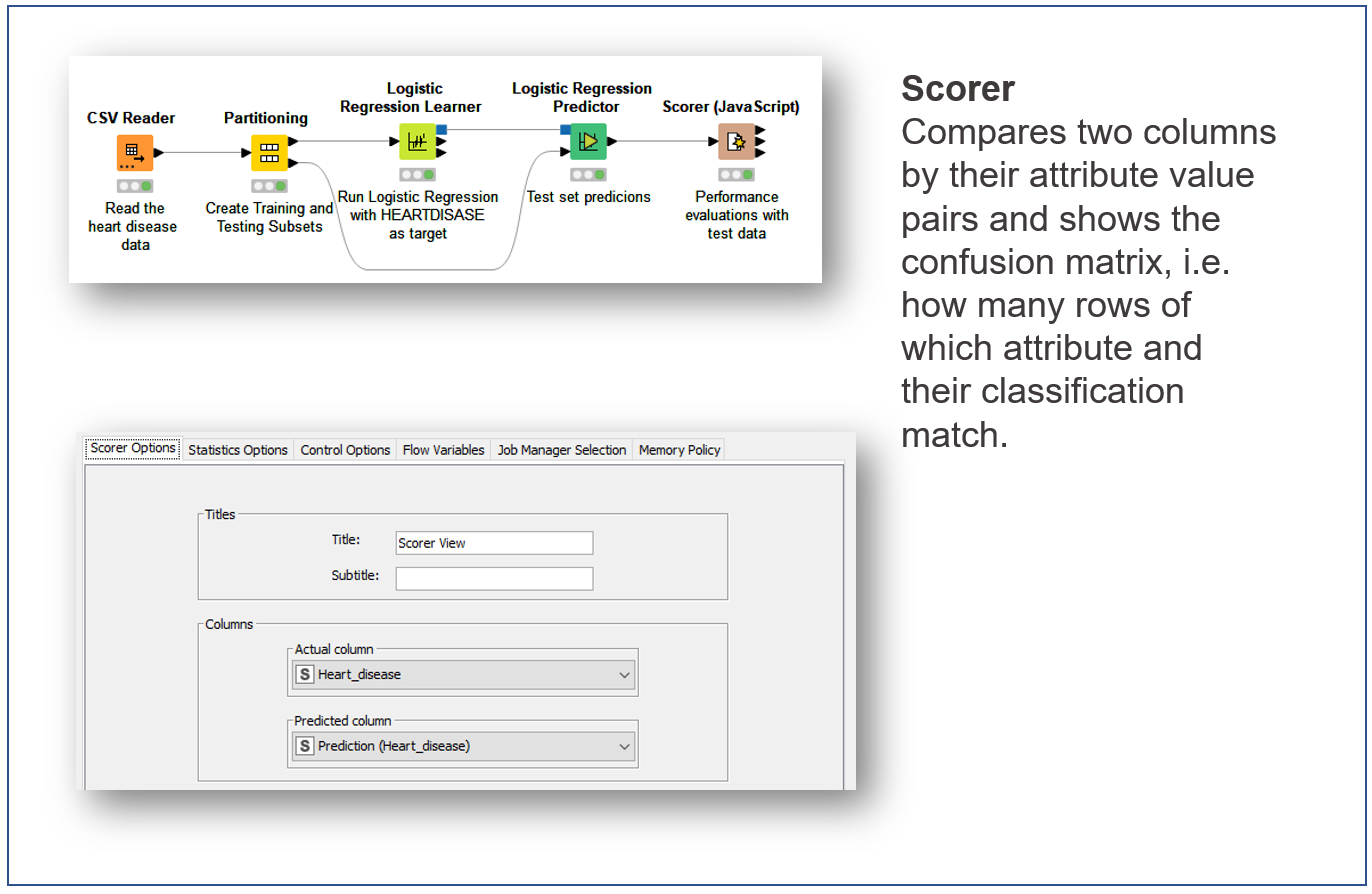 CSV Reader
Read the
heart disease
data
Partitioning
Create Training and
Testing Subsets
Logistic
Regression Learner
Run Logistic Regression
with HEARTDISASE
as target
Logistic Regression
Predictor
Test set predicions
Scorer (JavaScript)
Performance
evaluations with
test data
Scorer
Compares two columns
by their attribute value
pairs and shows the
confusion matrix, i.e.
how many rows of
which attribute and
their classification
match.
Scorer Options Statistics Options Control Options Flow Variables Job Manager Selection Memory Policy
Titles
Title: Scorer View
Subtitle:
Columns
Actual column
S Heart_disease
Predicted column
S Prediction (Heart_disease)